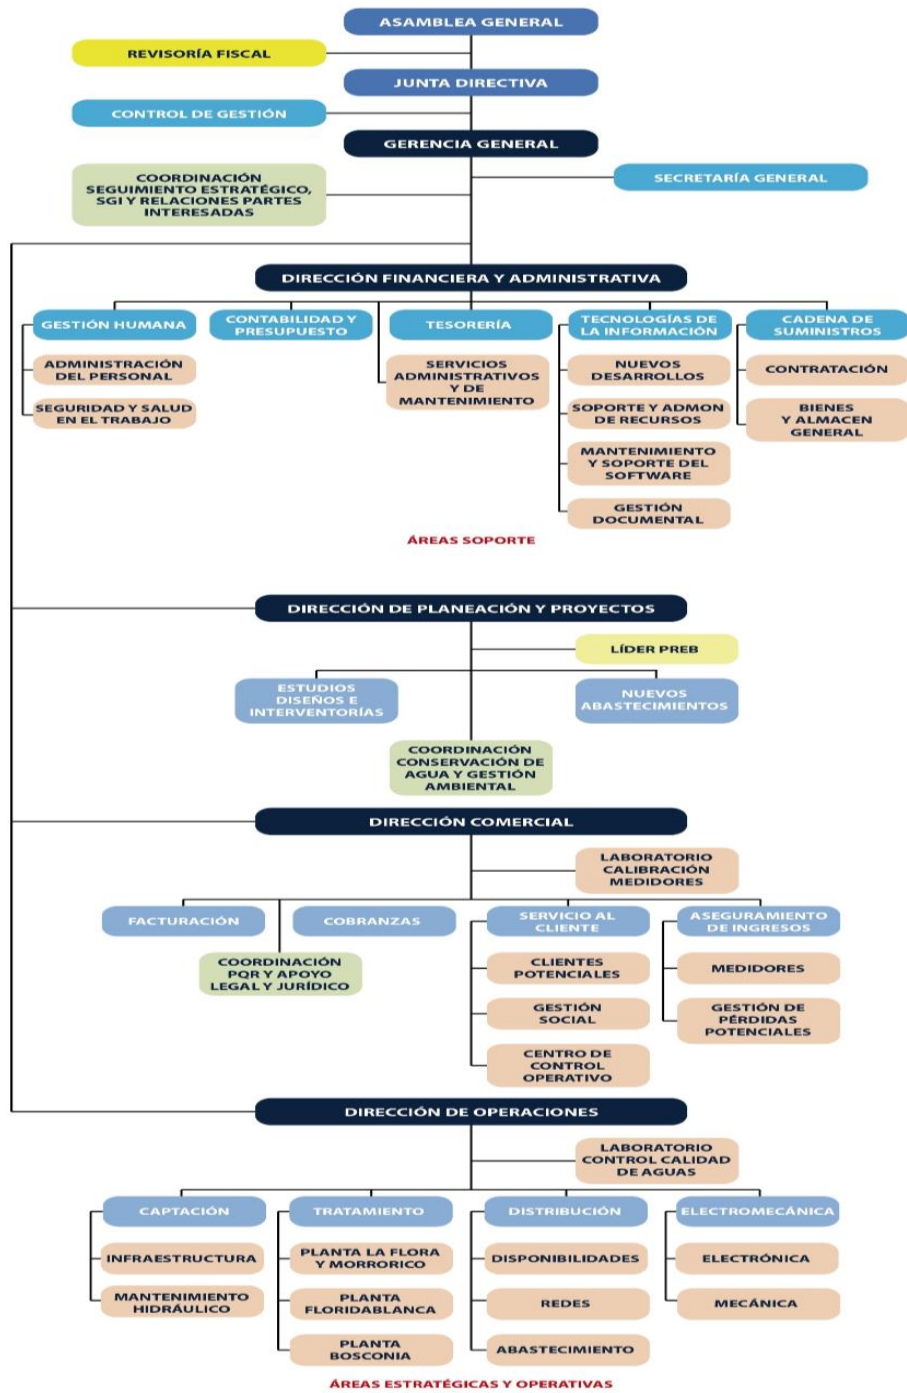 ASAMBLEA GENERAL
REVISORÍA FISCAL
JUNTA DIRECTIVA
CONTROL DE GESTIÓN
GERENCIA GENERAL
COORDINACIÓN
SEGUIMIENTO ESTRATÉGICO,
SGI Y RELACIONES PARTES
INTERESADAS
SECRETARÍA GENERAL
DIRECCIÓN FINANCIERA Y ADMINISTRATIVA
GESTIÓN HUMANA
ADMINISTRACIÓN
DEL PERSONAL
SEGURIDAD Y SALUD
EN EL TRABAJO
CONTABILIDAD Y
PRESUPUESTO
TESORERÍA
SERVICIOS
ADMINISTRATIVOS
Y DE
MANTENIMIENTO
TECNOLOGÍAS DE
LA INFORMACIÓN
NUEVOS
DESARROLLOS
SOPORTE Y ADMON
DE RECURSOS
MANTENIMIENTO
Y SOPORTE DEL
SOFTWARE
GESTIÓN
DOCUMENTAL
CADENA DE
SUMINISTROS
CONTRATACIÓN
BIENES
Y ALMACEN
GENERAL
ÁREAS SOPORTE
DIRECCIÓN DE PLANEACIÓN Y PROYECTOS
LÍDER PREB
ESTUDIOS
DISEÑOS E
INTERVENTORÍAS
NUEVOS
ABASTECIMIENTOS
COORDINACIÓN
CONSERVACIÓN DE
AGUA Y GESTIÓN
AMBIENTAL
DIRECCIÓN COMERCIAL
LABORATORIO
CALIBRACIÓN
MEDIDORES
FACTURACIÓN
COORDINACIÓN
PQR Y APOYO
LEGAL Y JURÍDICO
COBRANZAS
SERVICIO AL
CLIENTE
CLIENTES
POTENCIALES
GESTIÓN
SOCIAL
CENTRO DE
CONTROL
OPERATIVO
ASEGURAMIENTO
DE INGRESOS
MEDIDORES
GESTIÓN DE
PÉRDIDAS
POTENCIALES
DIRECCIÓN DE OPERACIONES
LABORATORIO
CONTROL CALIDAD
DE AGUAS
CAPTACIÓN
INFRAESTRUCTURA
MANTENIMIENTO
HIDRÁULICO
TRATAMIENTO
PLANTA LA FLORA
Y MORRORICO
PLANTA
FLORIDABLANCA
PLANTA
BOSCONIA
DISTRIBUCIÓN
DISPONIBILIDADES
REDES
ABASTECIMIENTO
ELECTROMECÁNICA
ELECTRÓNICA
MECÁNICA
ÁREAS ESTRATÉGICAS Y OPERATIVAS